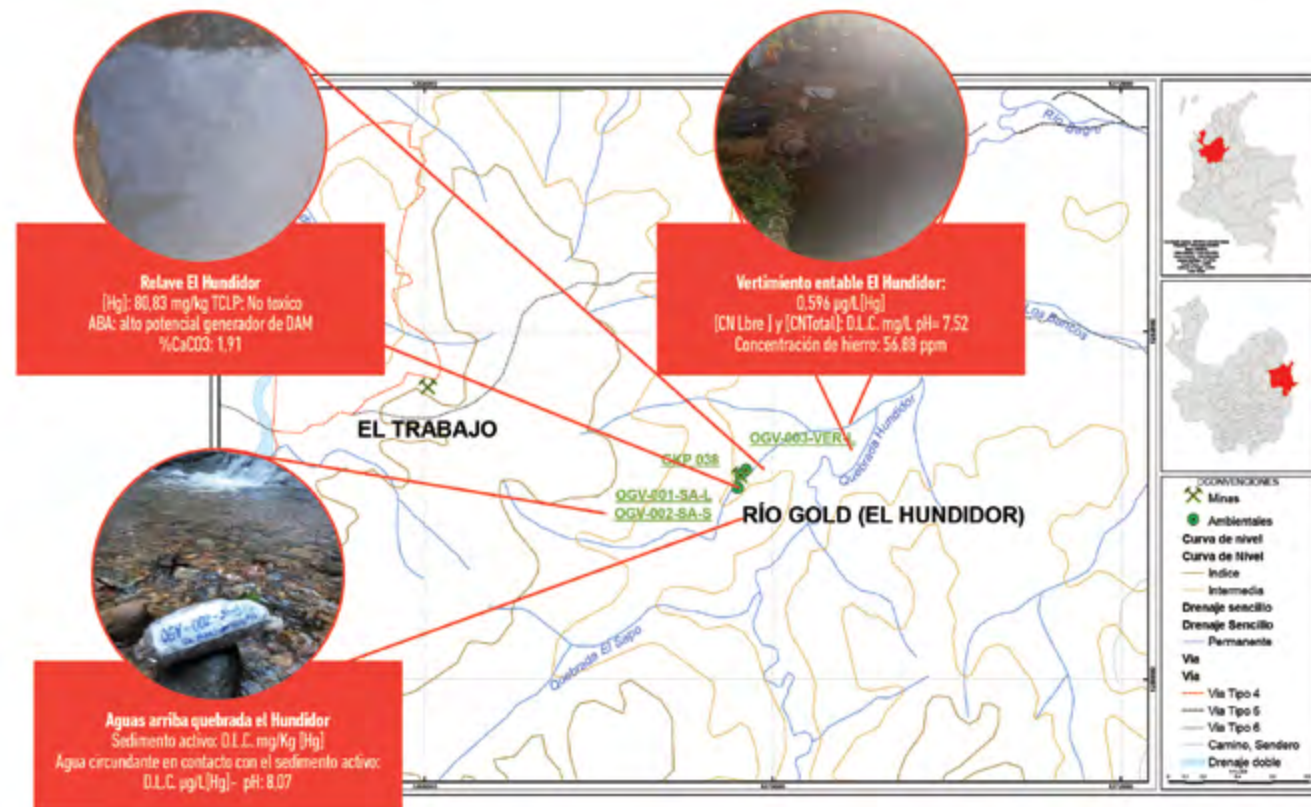 Relave El Hundidor
[Hg]: 80,83 mg/kg TCLP: No toxico
ABA: alto potencial generador de DAM
%CaCO3: 1,91
Vertimiento entable El Hundidor:
0,596 µg/L[Hg]
[CN Lbre ] y [CNTotal]: D.L.C. mg/L pH= 7.52
Concentración de hierro: 56.88 ppm
Río Bagre
Los Bancos
EL TRABAJO
OGV-003-VER-L
Quebrada Hundidor
GKP 038
OGV-001-SA-L
OGV-002-SA-S
RÍO GOLD (EL HUNDIDOR)
Quebrada El Sapo
Aguas arriba quebrada el Hundidor
Sedimento activo: D.L.C. mg/Kg [Hg]
Agua circundante en contacto con el sedimento activo:
D.L.C. µg/L[Hg]- pH: 8,07
CONVENCIONES
Minas
Ambientales
Curva de nivel
Curva de Nivel
Indice
Intermedia
Drenaje sencillo
Drenaje Sencillo
Permanente
Via
Via
Via Tipo 4
Via Tipo 5
Via Tipo 6
Camino, Sendero
Drenaje doble